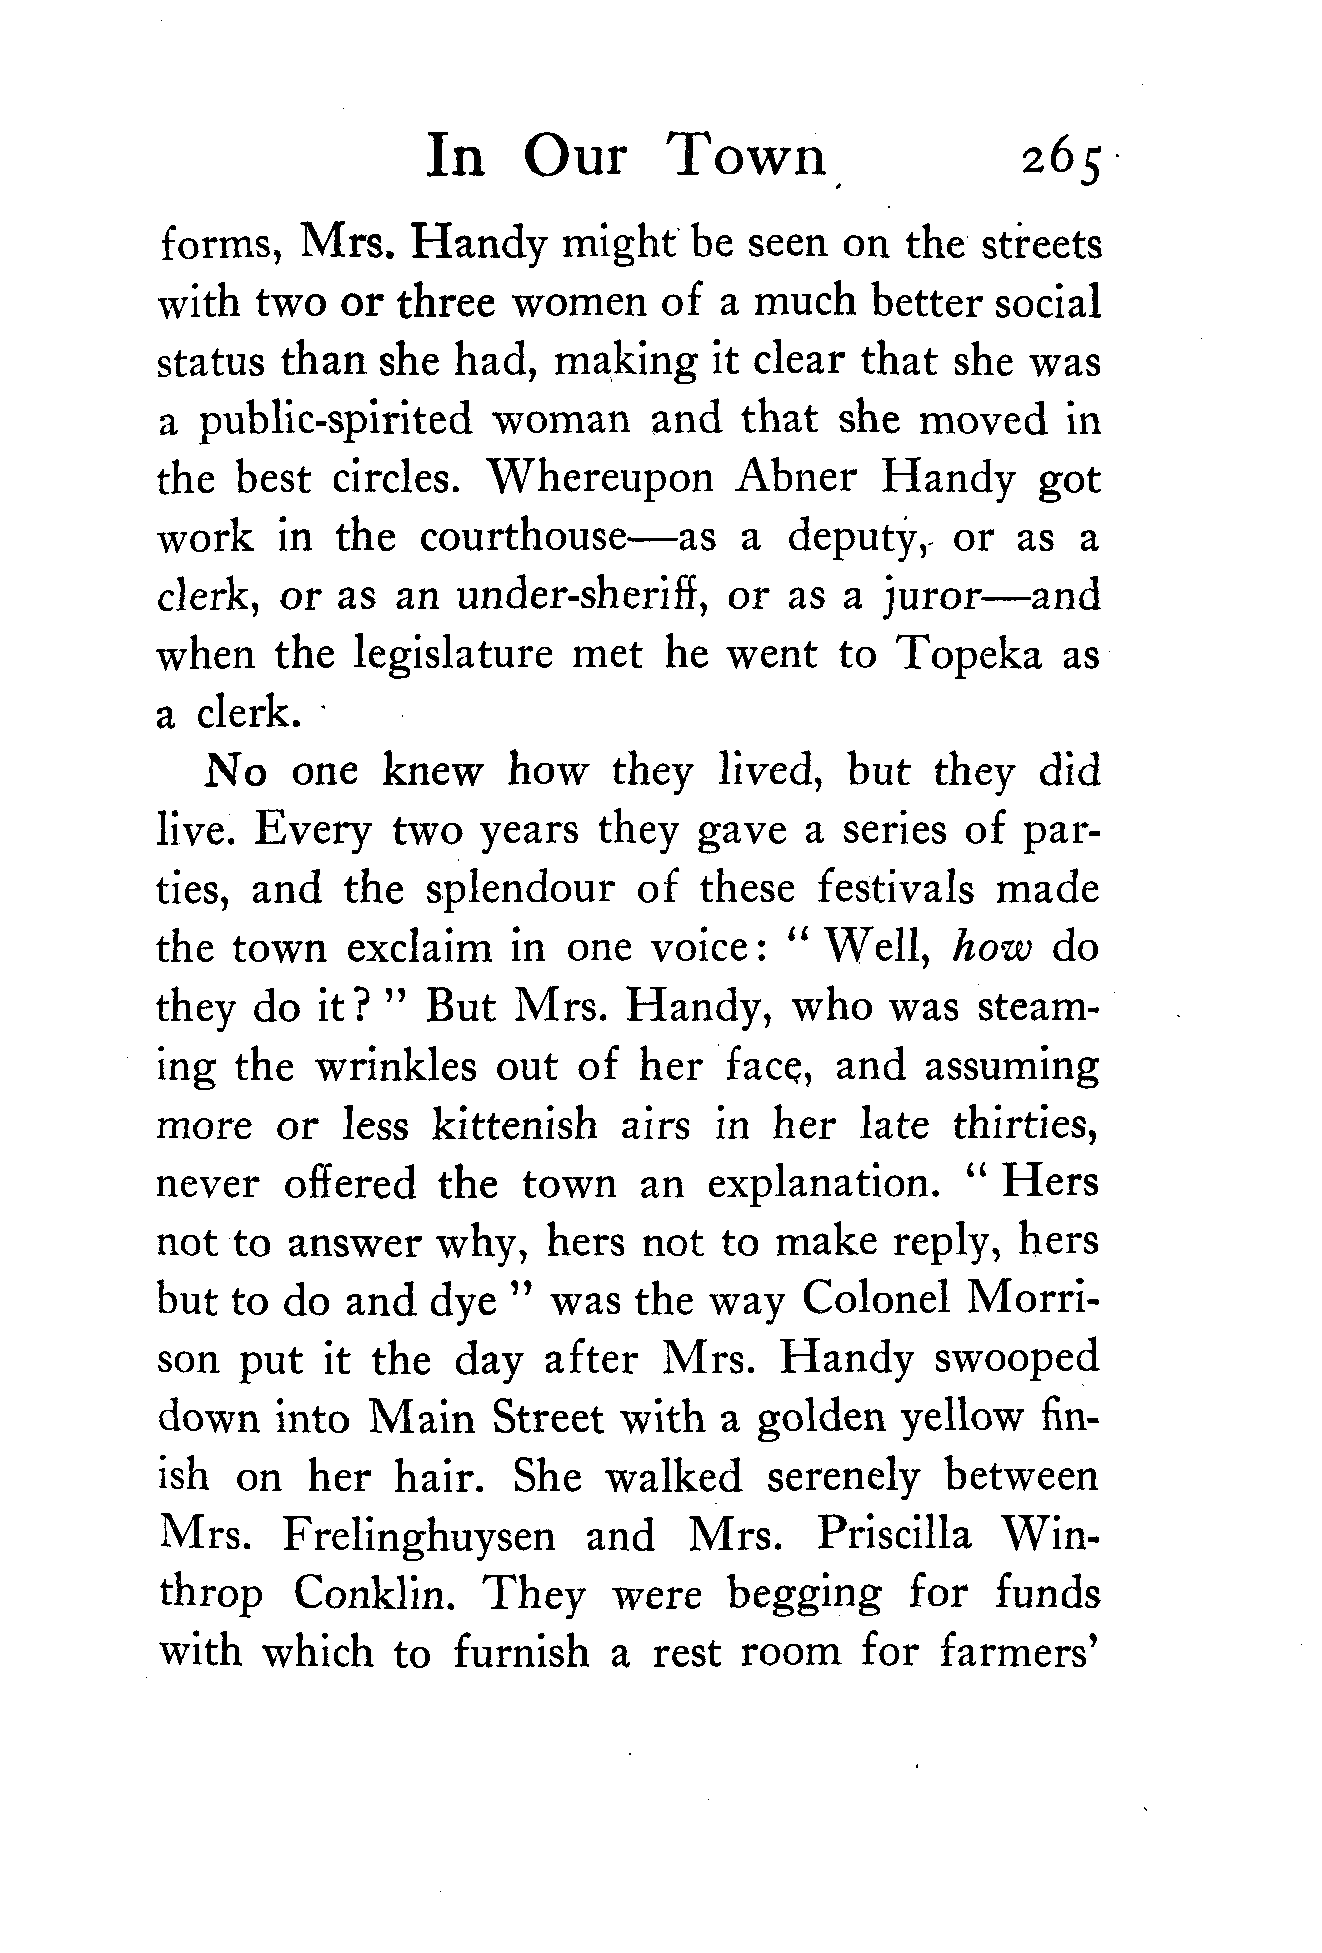 In Our Town 265
forms, Mrs. Handy might be seen on the streets
with two or three women of a much better social
status than she had, making it clear that she was
a public-spirited woman and that she moved in
the best circles. Whereupon Abner Handy got
work in the courthouse—as a deputy, or as a
clerk, or as an under-sheriff, or as a juror—and
when the legislature met he went to Topeka as
a clerk.
No one knew how they lived, but they did
live. Every two years they gave a series of par-
ties, and the splendour of these festivals made
the town exclaim in one voice: “ Well, how do
they do it? ” But Mrs. Handy, who was steam-
ing the wrinkles out of her face, and assuming
more or less kittenish airs in her late thirties,
never offered the town an explanation. “ Hers
not to answer why, hers not to make reply, hers
but to do and dye ” was the way Colonel Morri-
son put it the day after Mrs. Handy swooped
down into Main Street with a golden yellow fin-
ish on her hair. She walked serenely between
Mrs. Frelinghuysen and Mrs. Priscilla Win-
throp Conklin. They were begging for funds
with which to furnish a rest room for farmers’